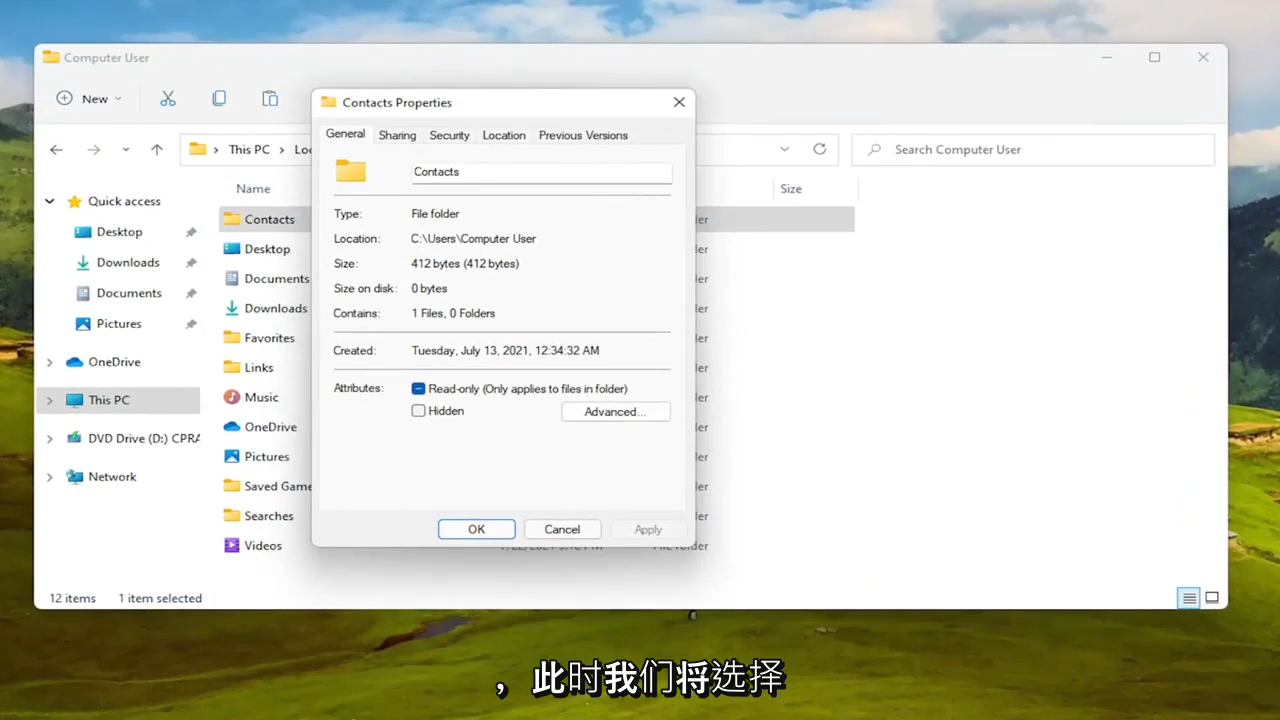 Computer User
New
This PC
Search Computer User
Contacts Properties
General Sharing Security Location Previous Versions
Contacts
Type: File folder
Location: C:\Users\Computer User
Size: 412 bytes (412 bytes)
Size on disk: 0 bytes
Contains: 1 Files, 0 Folders
Created: Tuesday, July 13, 2021, 12:34:32 AM
Attributes: Read-only (Only applies to files in folder)
Hidden
Advanced...
OK Cancel Apply
Quick access
Desktop
Downloads
Documents
Pictures
OneDrive
This PC
DVD Drive (D:) CPRA
Network
Name Size
Contacts
Desktop
Documents
Downloads
Favorites
Links
Music
OneDrive
Pictures
Saved Game
Searches
Videos
12 items 1 item selected
，此时我们将选择